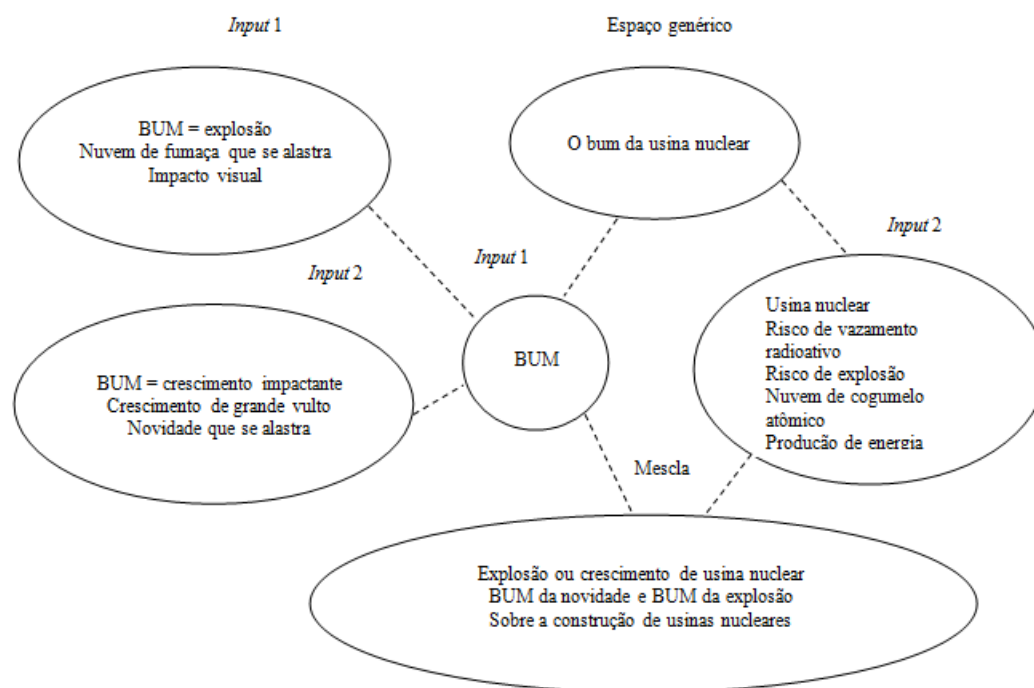 Input 1
Espaço genérico
BUM = explosão
Nuvem de fumaça que se alastra
Impacto visual
O bum da usina nuclear
Input 2
Input 1
Input 2
Usina nuclear
Risco de vazamento
radioativo
Risco de explosão
Nuvem de cogumelo
atômico
Produção de energia
BUM
BUM = crescimento impactante
Crescimento de grande vulto
Novidade que se alastra
Mescla
Explosão ou crescimento de usina nuclear
BUM da novidade e BUM da explosão
Sobre a construção de usinas nucleares